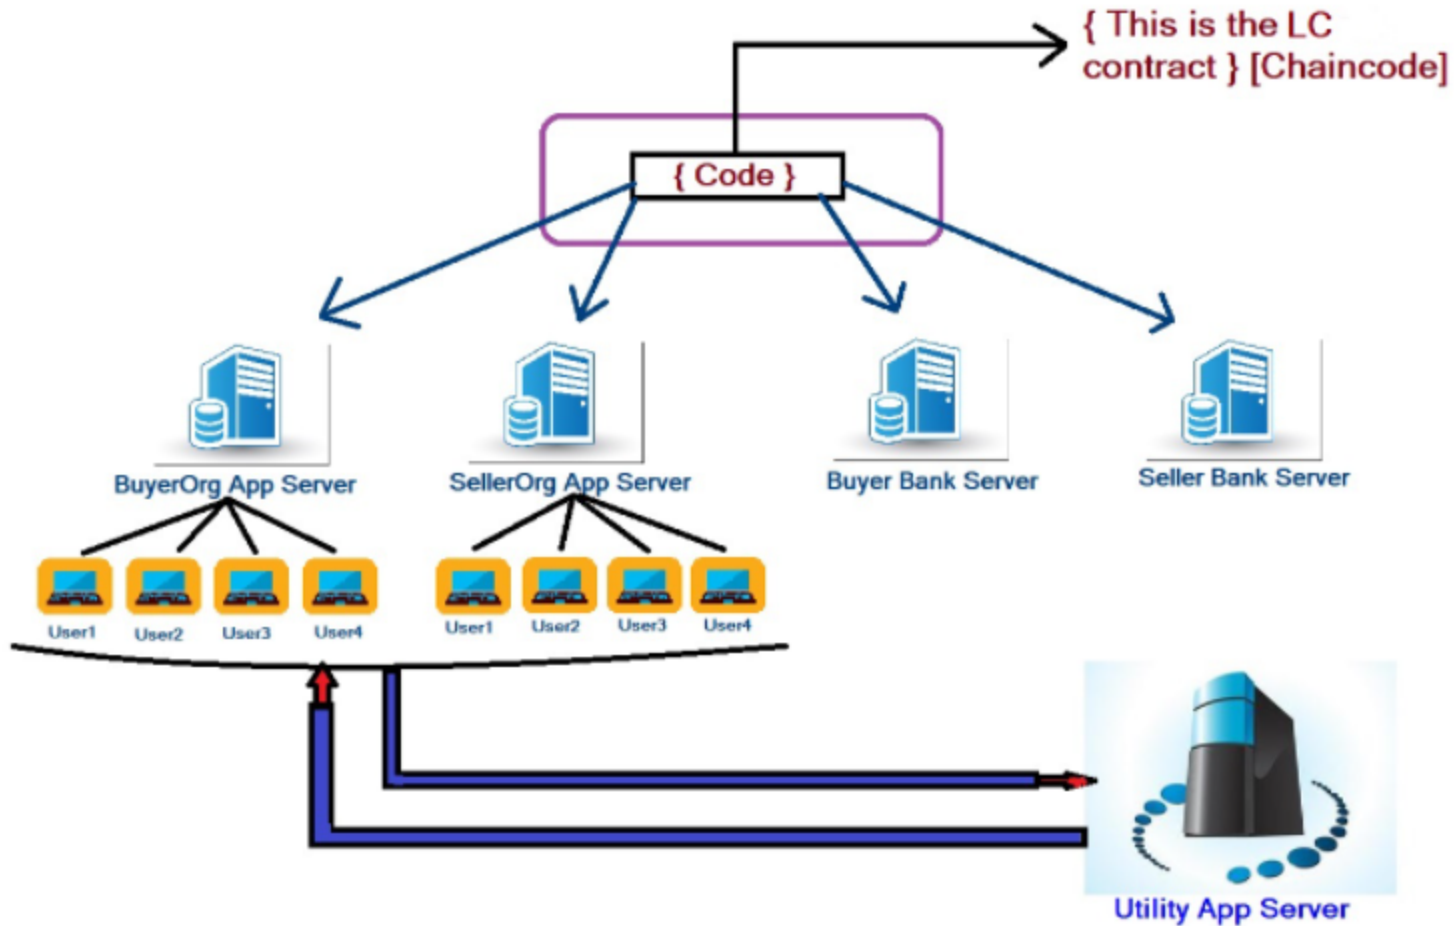 { This is the LC
contract } [Chaincode]
{ Code }
BuyerOrg App Server
SellerOrg App Server
Buyer Bank Server
Seller Bank Server
User1
User2
User3
User4
User1
User2
User3
User4
Utility App Server